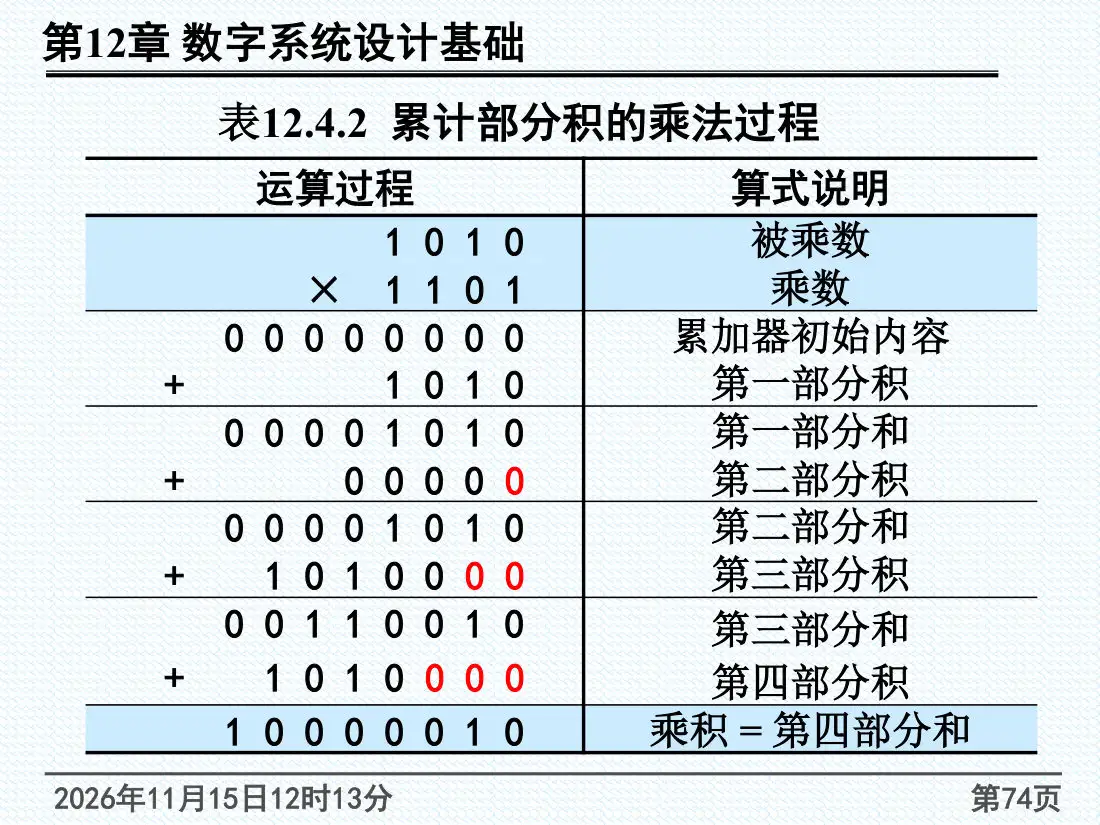 第12章 数字系统设计基础
表12.4.2 累计部分积的乘法过程
运算过程 算式说明
1 0 1 0 被乘数
× 1 1 0 1 乘数
0 0 0 0 0 0 0 0 累加器初始内容
+ 1 0 1 0 第一部分积
0 0 0 0 1 0 1 0 第一部分和
+ 0 0 0 0 0 第二部分积
0 0 0 0 1 0 1 0 第二部分和
+ 1 0 1 0 0 0 0 第三部分积
0 0 1 1 0 0 1 0 第三部分和
+ 1 0 1 0 0 0 0 第四部分积
1 0 0 0 0 0 1 0 乘积 = 第四部分和
2026年11月15日12时13分 第74页